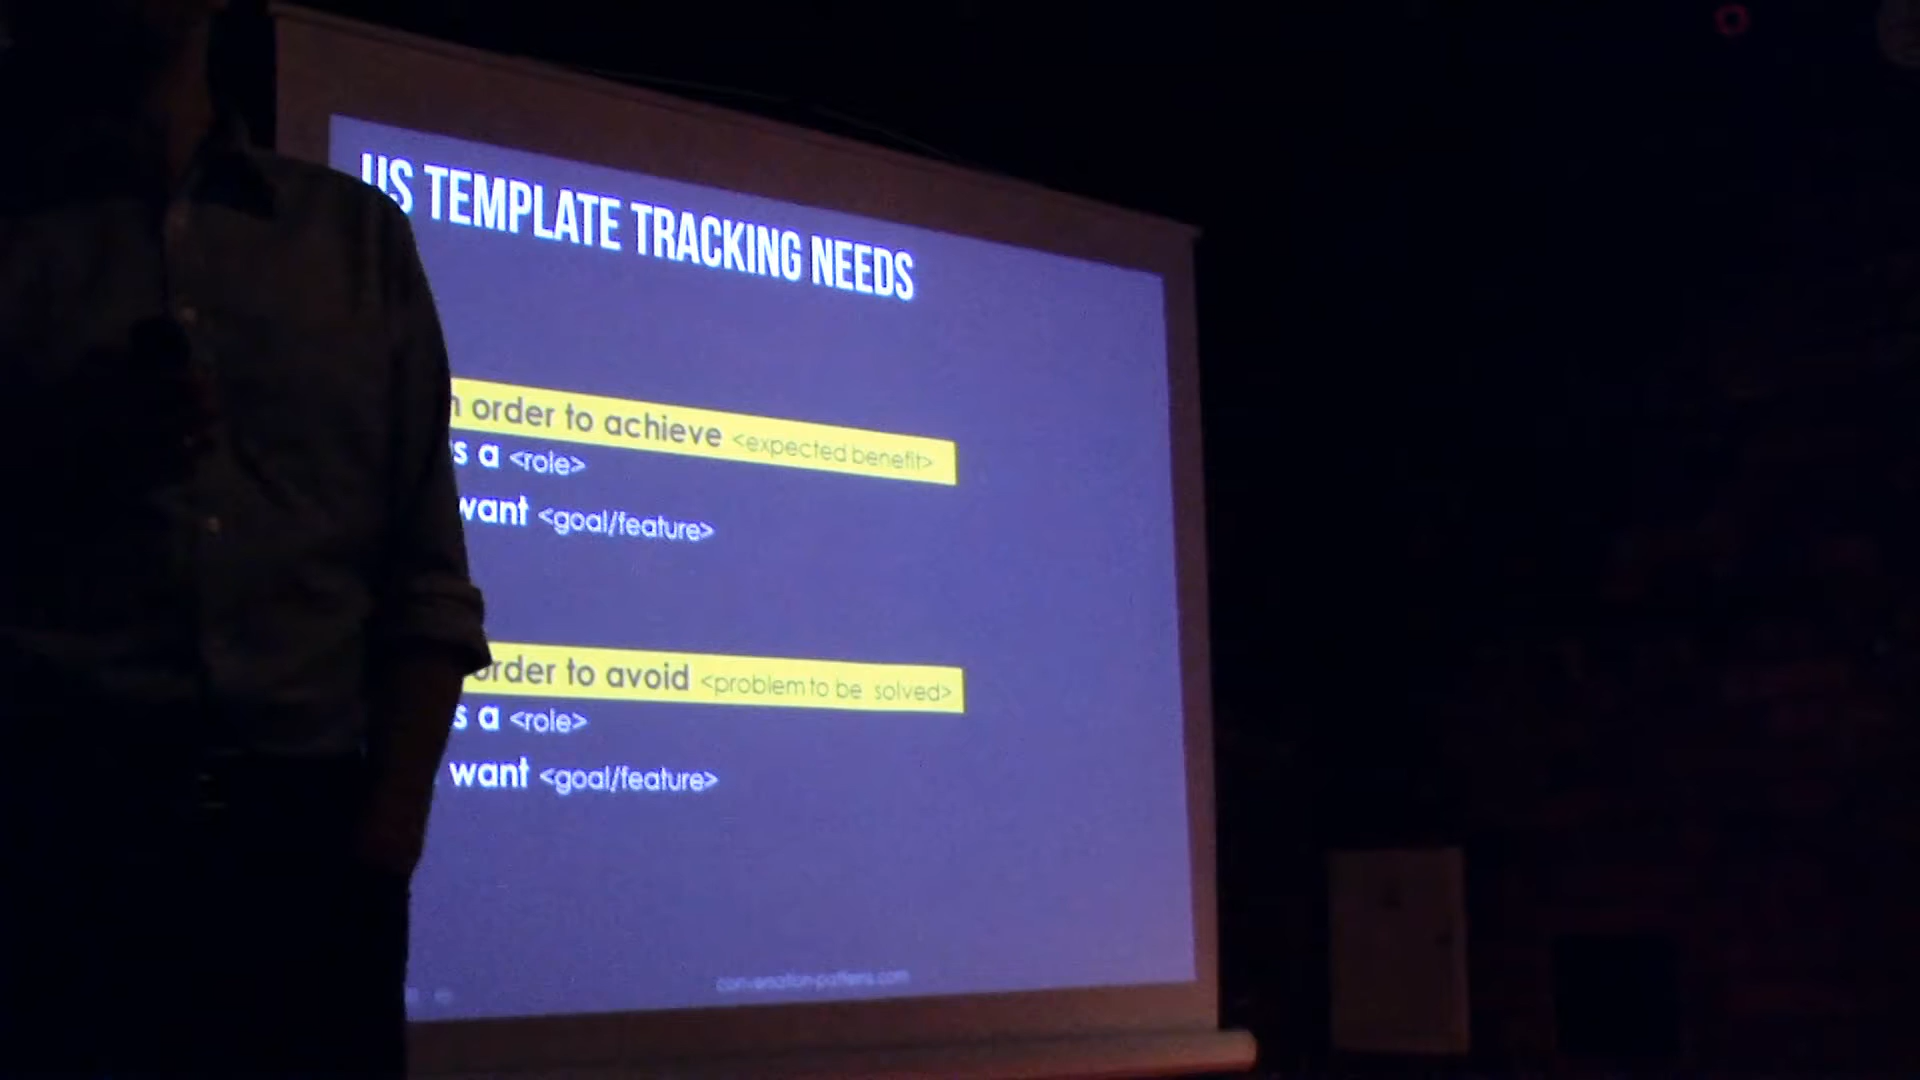 US TEMPLATE TRACKING NEEDS
n order to achieve <expected benefit>
s a <role>
want <goal/feature>
order to avoid <problem to be solved>
s a <role>
want <goal/feature>